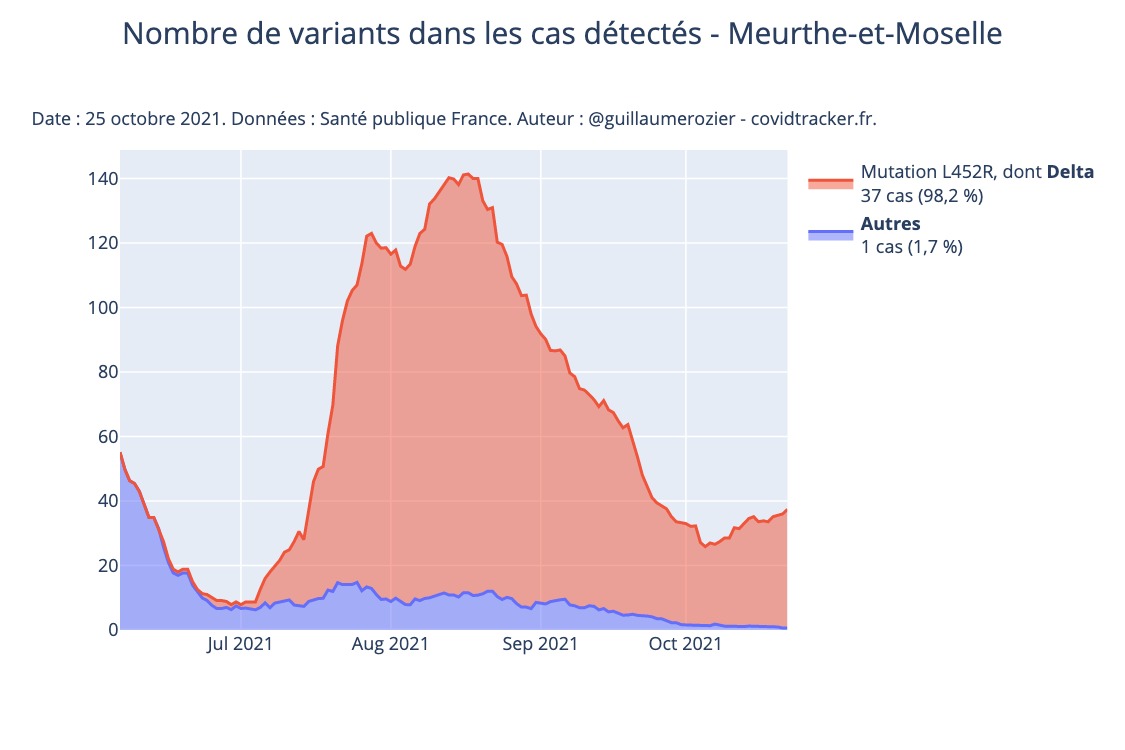 Nombre de variants dans les cas détectés - Meurthe-et-Moselle
Date : 25 octobre 2021. Données : Santé publique France. Auteur : @guillaumerozier - covidtracker.fr.
Mutation L452R, dont Delta
37 cas (98,2 %)
Autres
1 cas (1,7 %)
140
120
100
80
60
40
20
0
Jul 2021
Aug 2021
Sep 2021
Oct 2021